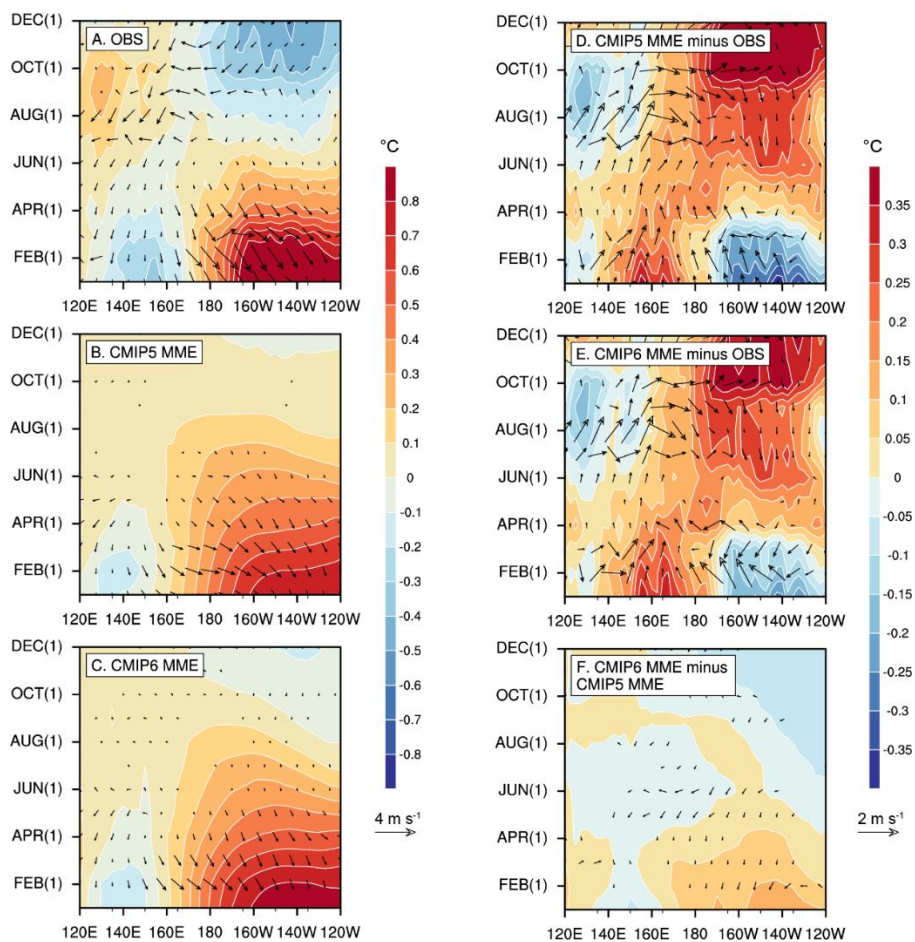 A. OBS
DEC(1)
OCT(1)
AUG(1)
JUN(1)
APR(1)
FEB(1)
120E 140E 160E 180 160W 140W 120W
B. CMIP5 MME
DEC(1)
OCT(1)
AUG(1)
JUN(1)
APR(1)
FEB(1)
120E 140E 160E 180 160W 140W 120W
C. CMIP6 MME
DEC(1)
OCT(1)
AUG(1)
JUN(1)
APR(1)
FEB(1)
120E 140E 160E 180 160W 140W 120W
°C
0.8
0.7
0.6
0.5
0.4
0.3
0.2
0.1
0
-0.1
-0.2
-0.3
-0.4
-0.5
-0.6
-0.7
-0.8
4 m s⁻¹
D. CMIP5 MME minus OBS
DEC(1)
OCT(1)
AUG(1)
JUN(1)
APR(1)
FEB(1)
120E 140E 160E 180 160W 140W 120W
E. CMIP6 MME minus OBS
DEC(1)
OCT(1)
AUG(1)
JUN(1)
APR(1)
FEB(1)
120E 140E 160E 180 160W 140W 120W
F. CMIP6 MME minus
CMIP5 MME
DEC(1)
OCT(1)
AUG(1)
JUN(1)
APR(1)
FEB(1)
120E 140E 160E 180 160W 140W 120W
°C
0.35
0.3
0.25
0.2
0.15
0.1
0.05
0
-0.05
-0.1
-0.15
-0.2
-0.25
-0.3
-0.35
2 m s⁻¹